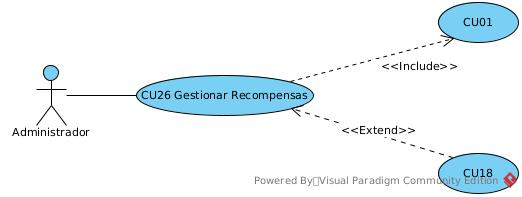 CU01
<<Include>>
CU26 Gestionar Recompensas
Administrador
<<Extend>>
CU18
Powered By Visual Paradigm Community Edition